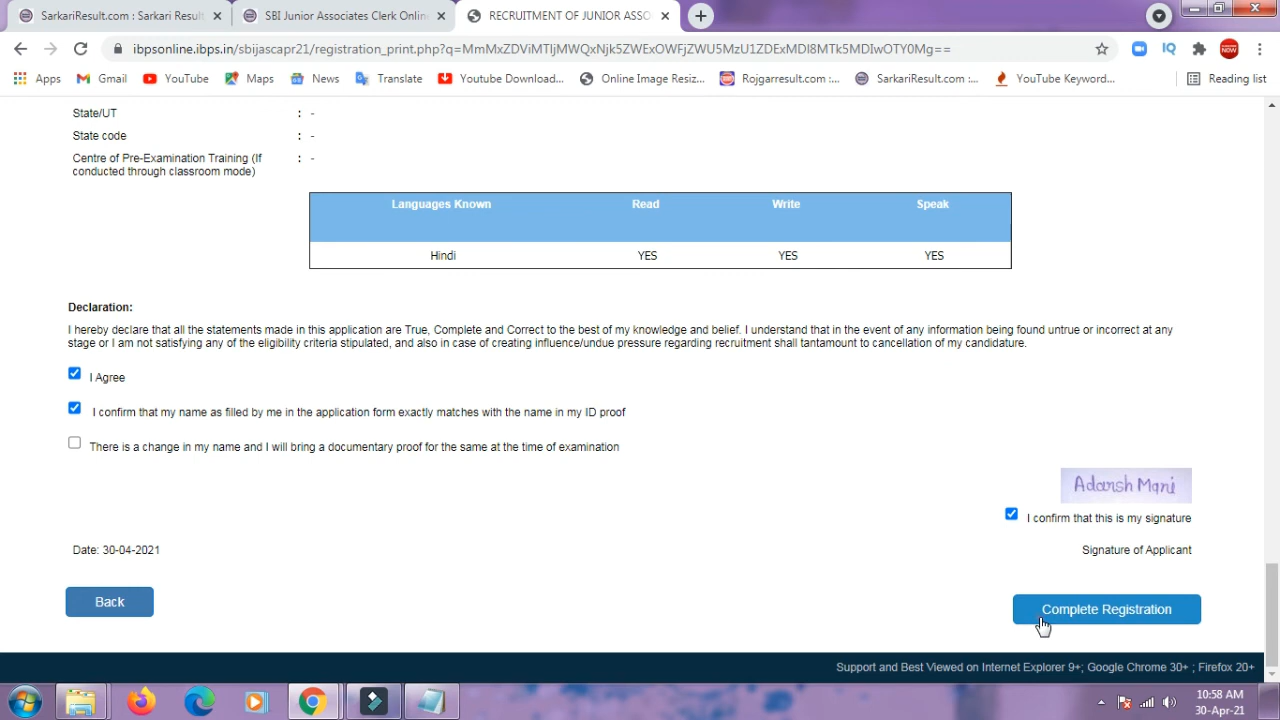 SarkariResult.com : Sarkari Result
SBI Junior Associates Clerk Online
RECRUITMENT OF JUNIOR ASSO
ibpsonline.ibps.in/sbijascapr21/registration_print.php?q=MmMxZDViMTljMWQxNjk5ZWExOWFjZWU5MzU1ZDExMDI8MTk5MDIwOTY0Mg==
Apps Gmail YouTube Maps News Translate Youtube Download... Online Image Resiz... Rojgarresult.com :... SarkariResult.com :... YouTube Keyword... Reading list
State/UT : -
State code : -
Centre of Pre-Examination Training (If : -
conducted through classroom mode)
Languages Known Read Write Speak
Hindi YES YES YES
Declaration:
I hereby declare that all the statements made in this application are True, Complete and Correct to the best of my knowledge and belief. I understand that in the event of any information being found untrue or incorrect at any
stage or I am not satisfying any of the eligibility criteria stipulated, and also in case of creating influence/undue pressure regarding recruitment shall tantamount to cancellation of my candidature.
I Agree
I confirm that my name as filled by me in the application form exactly matches with the name in my ID proof
There is a change in my name and I will bring a documentary proof for the same at the time of examination
Adarsh Mani
I confirm that this is my signature
Date: 30-04-2021 Signature of Applicant
Back Complete Registration
Support and Best Viewed on Internet Explorer 9+; Google Chrome 30+ ; Firefox 20+
10:58 AM
30-Apr-21